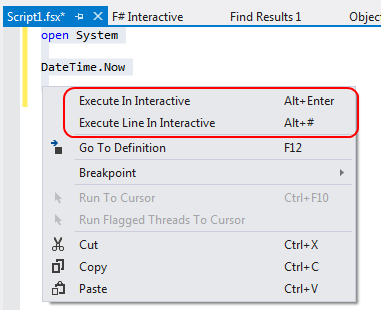 Script1.fsx* F# Interactive Find Results 1 Object
open System
DateTime.Now
Execute In Interactive Alt+Enter
Execute Line In Interactive Alt+#
Go To Definition F12
Breakpoint
Run To Cursor Ctrl+F10
Run Flagged Threads To Cursor
Cut Ctrl+X
Copy Ctrl+C
Paste Ctrl+V